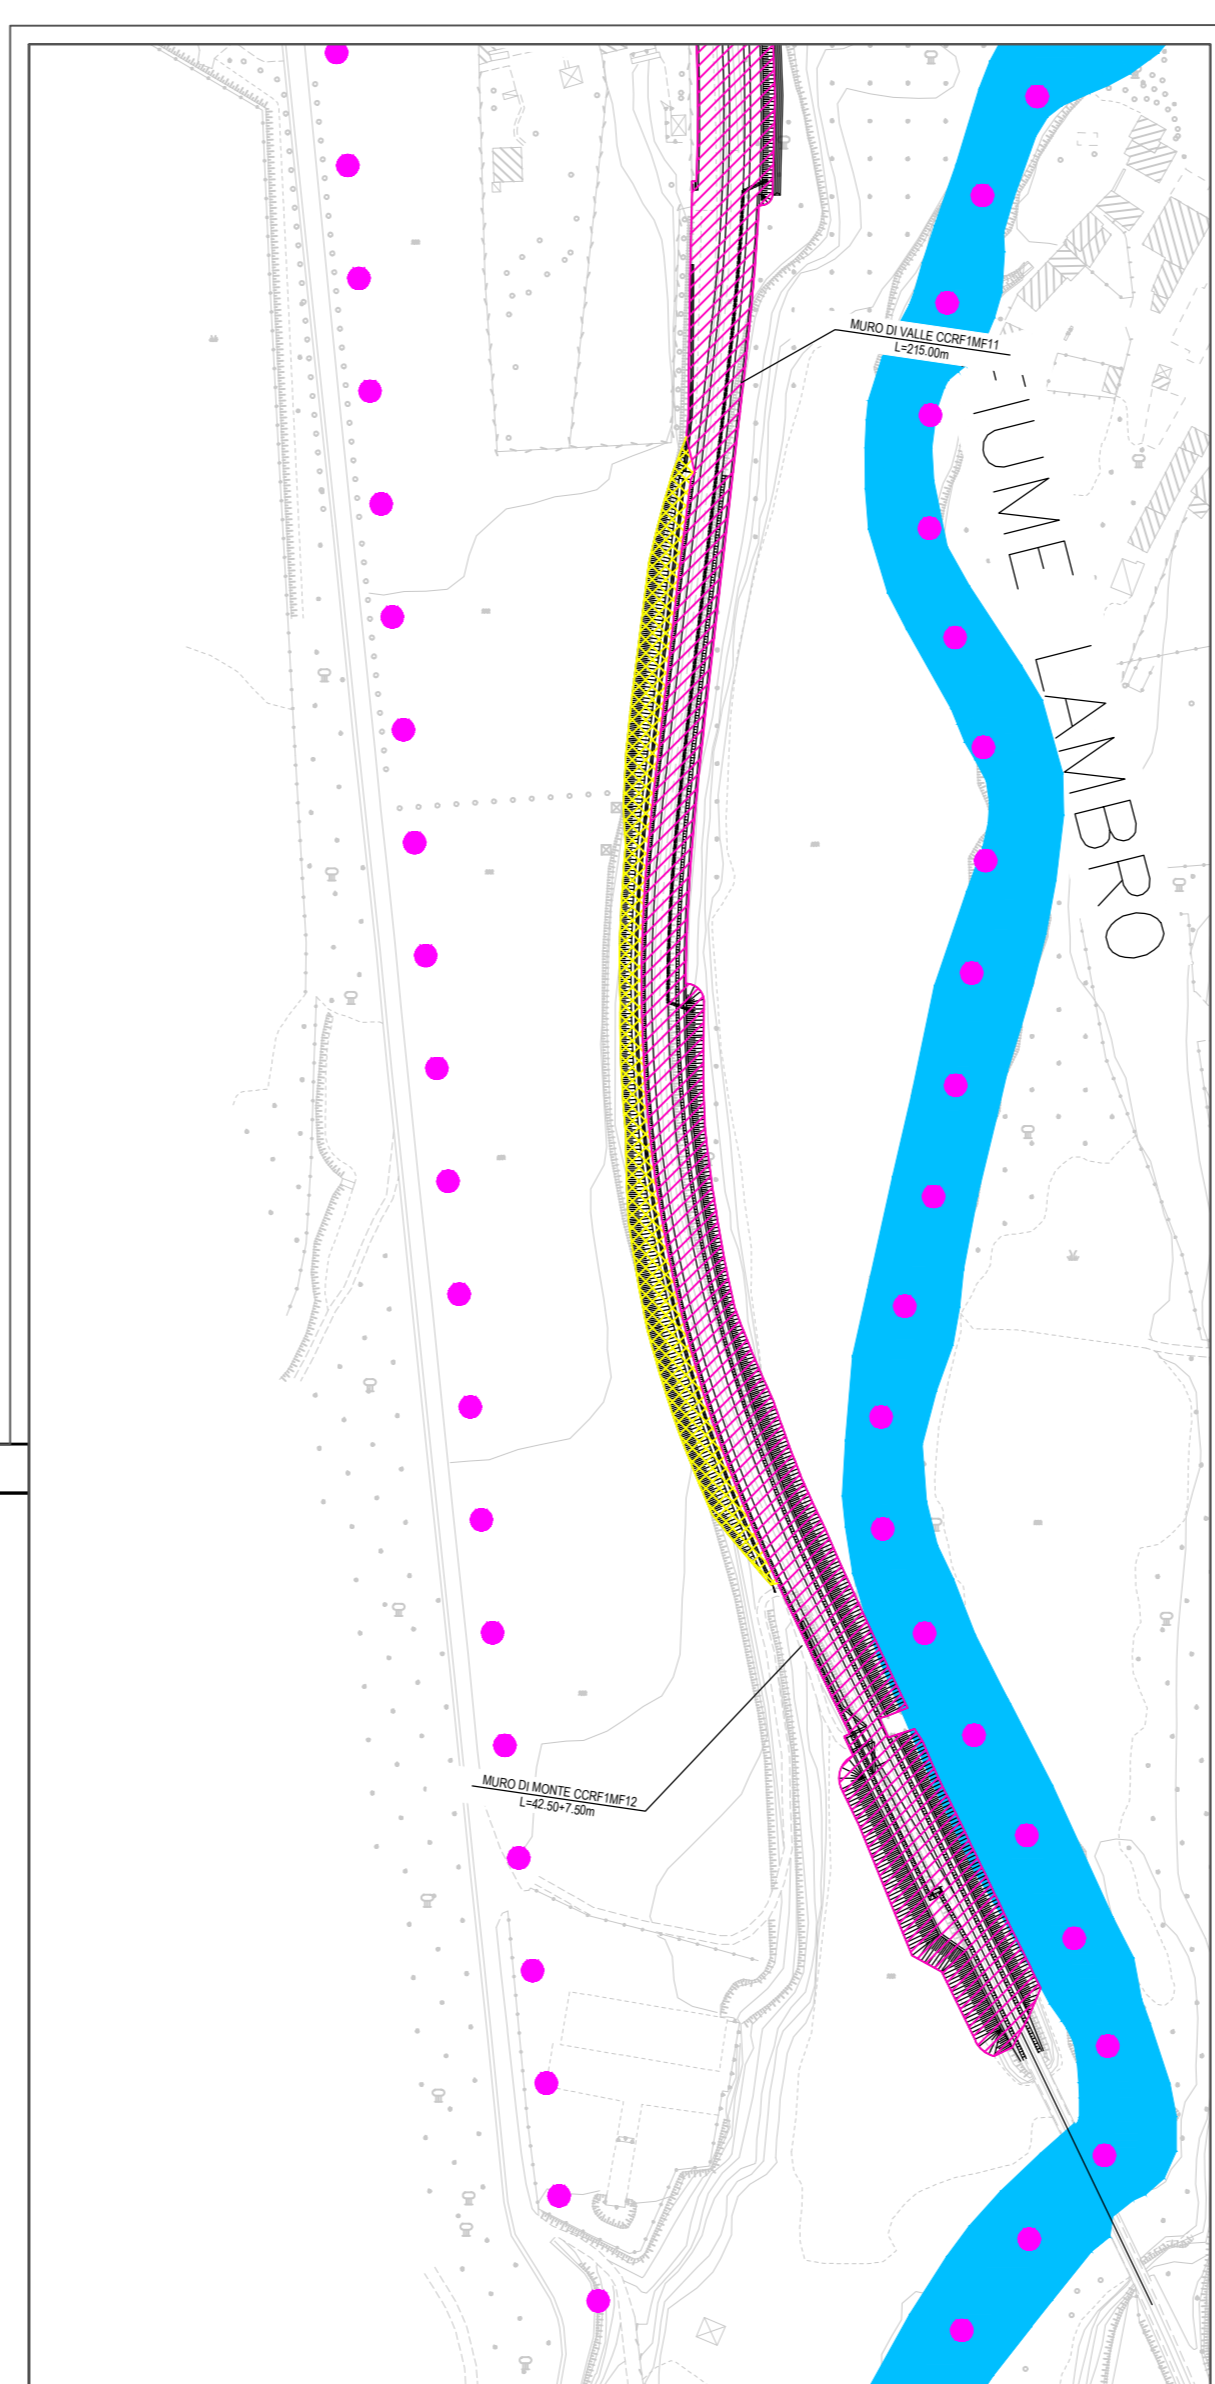 MURO DI VALLE CCRF1MF11
L=215.00m
FIUME LAMBRO
MURO DI MONTE CCRF1MF12
L=42.50+7.50m